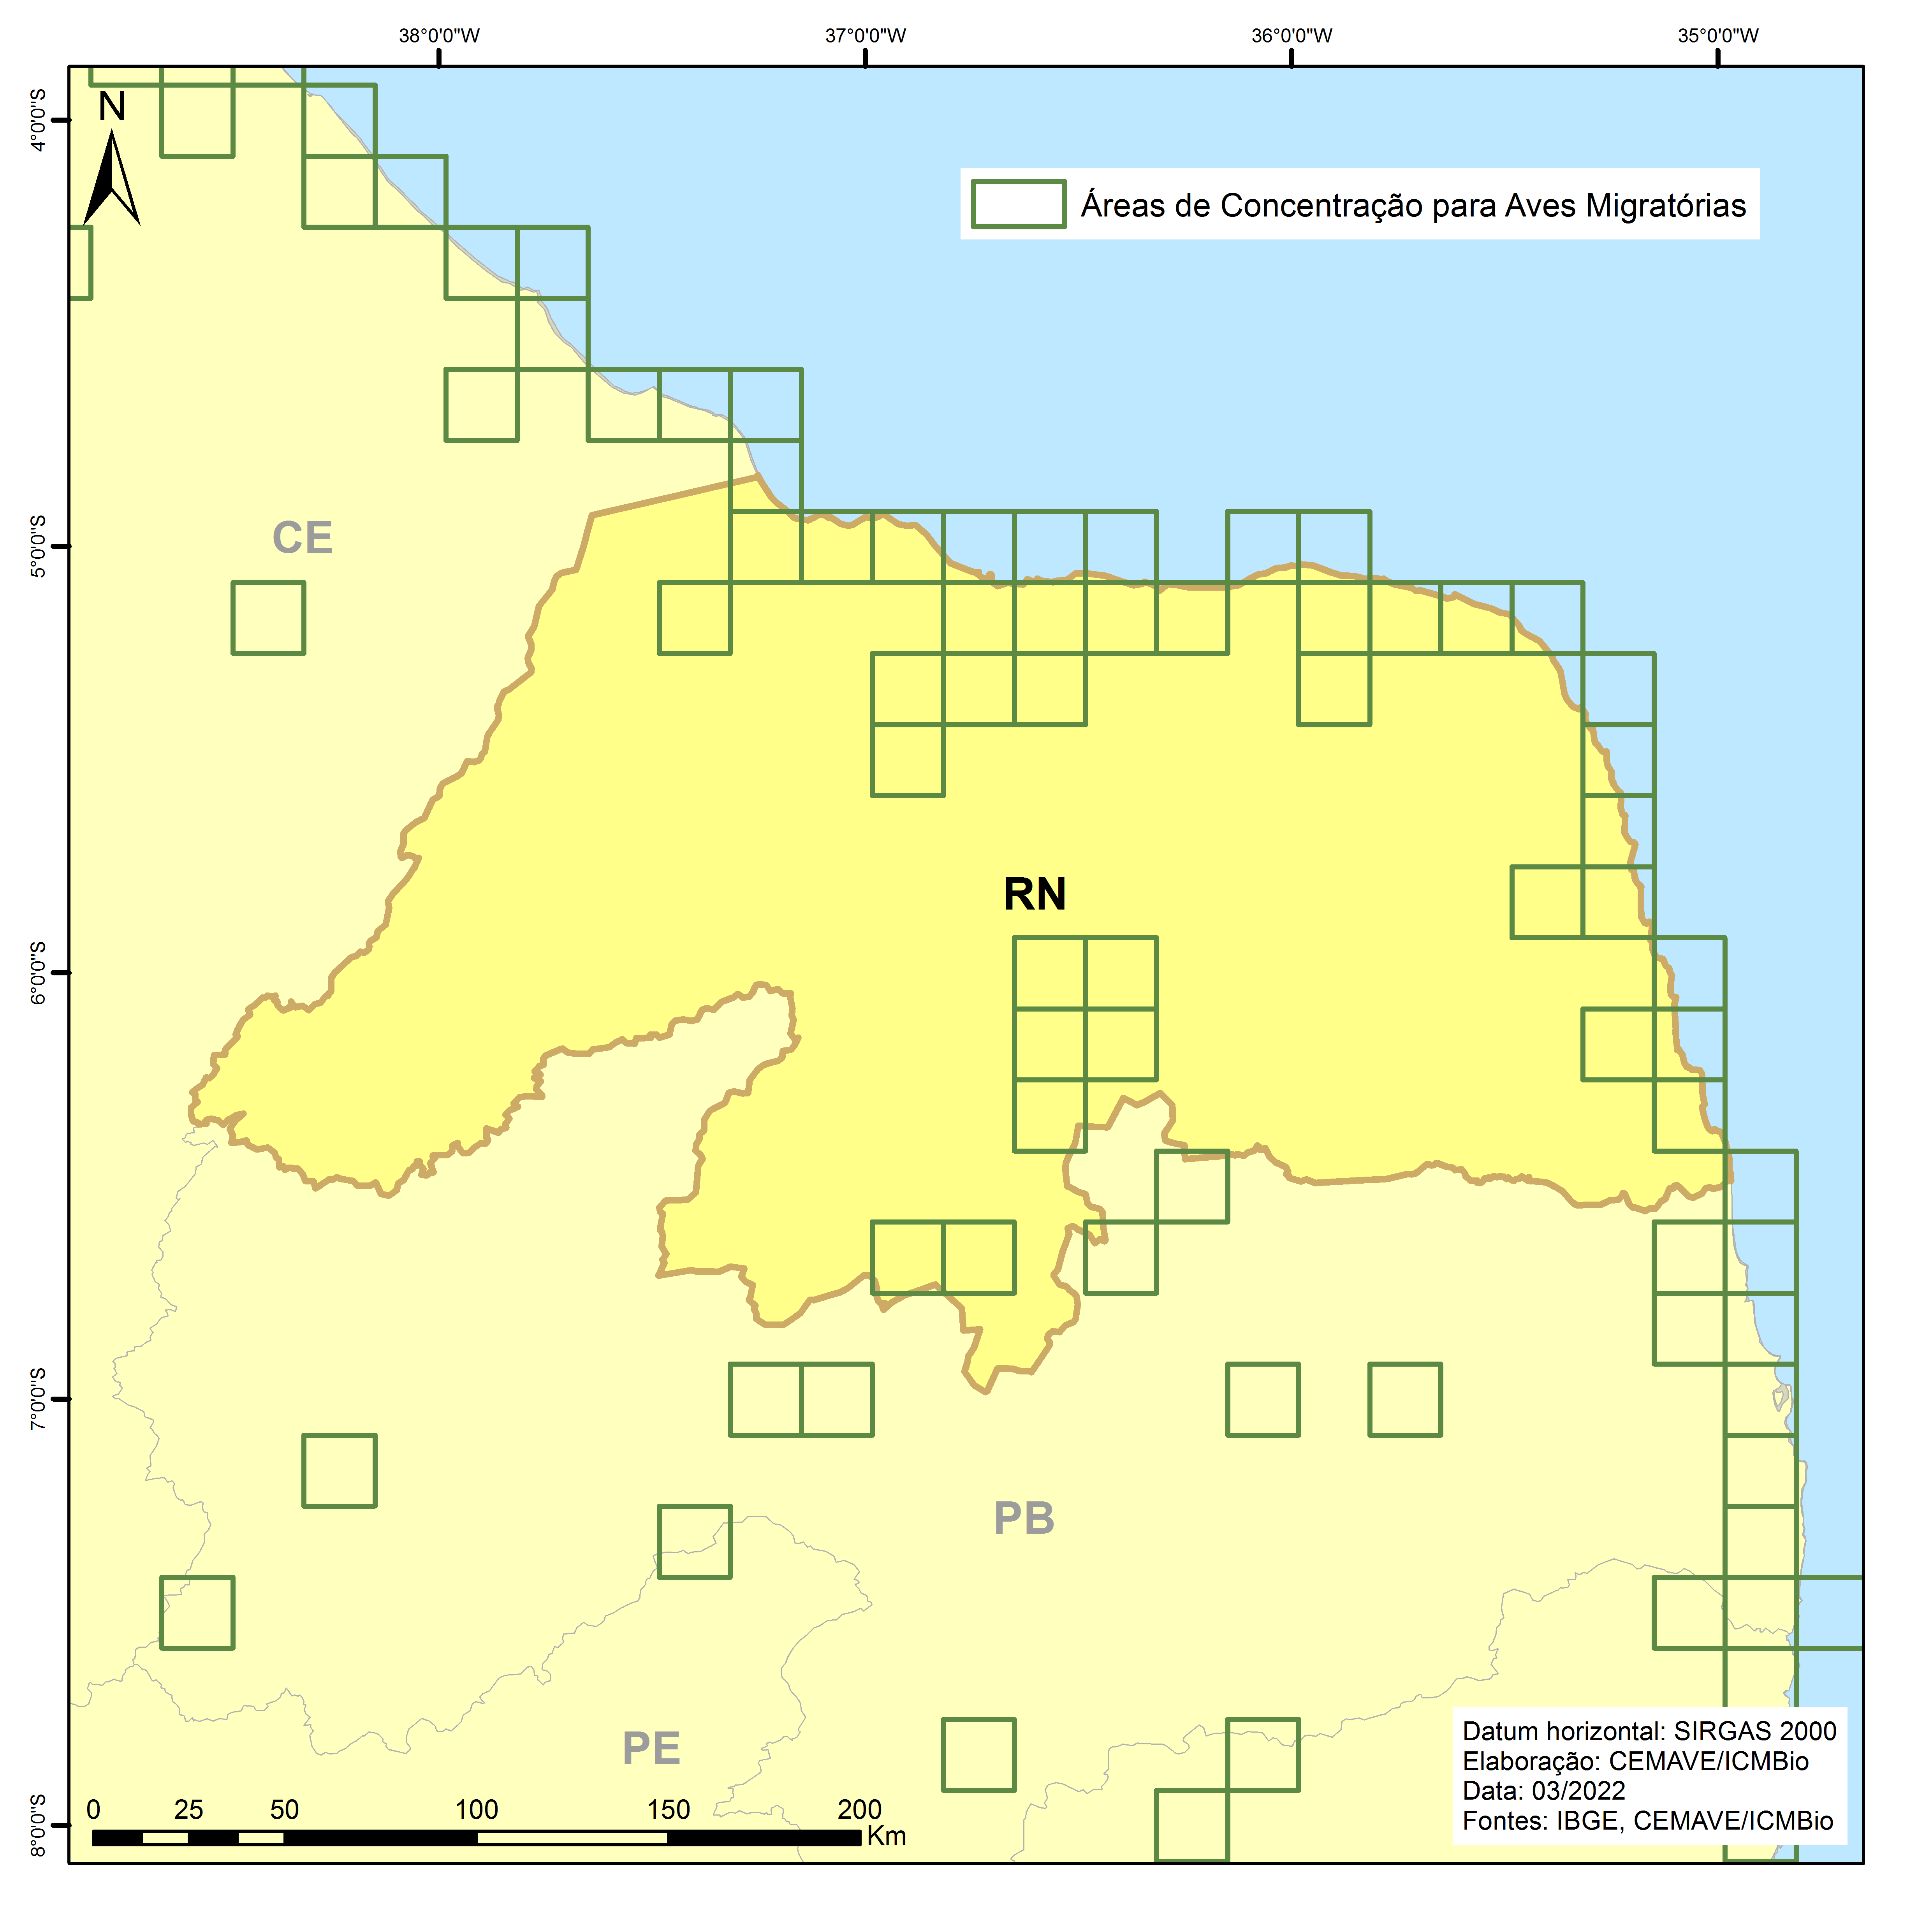 38°0'0"W 37°0'0"W 36°0'0"W 35°0'0"W
4°0'0"S
N
Áreas de Concentração para Aves Migratórias
5°0'0"S
CE
RN
6°0'0"S
7°0'0"S
PB
PE
8°0'0"S
Datum horizontal: SIRGAS 2000
Elaboração: CEMAVE/ICMBio
Data: 03/2022
Fontes: IBGE, CEMAVE/ICMBio
0 25 50 100 150 200
Km